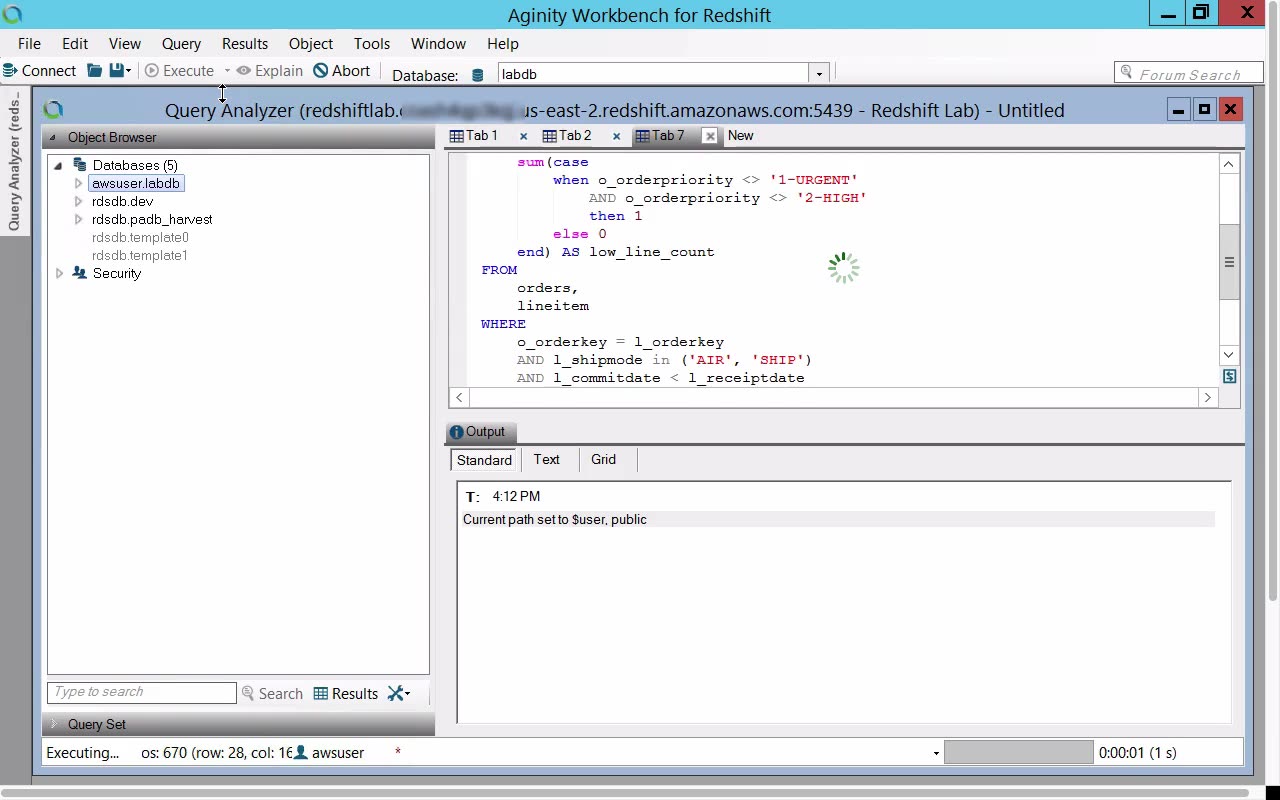 Aginity Workbench for Redshift
File Edit View Query Results Object Tools Window Help
Connect Execute Explain Abort Database: labdb Forum Search
Query Analyzer (reds...
Query Analyzer (redshiftlab. us-east-2.redshift.amazonaws.com:5439 - Redshift Lab) - Untitled
Object Browser
Databases (5)
awsuser.labdb
rdsdb.dev
rdsdb.padb_harvest
rdsdb.template0
rdsdb.template1
Security
Type to search Search Results
Query Set
Tab 1 Tab 2 Tab 7 New
sum(case
when o_orderpriority <> '1-URGENT'
AND o_orderpriority <> '2-HIGH'
then 1
else 0
end) AS low_line_count
FROM
orders,
lineitem
WHERE
o_orderkey = l_orderkey
AND l_shipmode in ('AIR', 'SHIP')
AND l_commitdate < l_receiptdate
Output
Standard Text Grid
T: 4:12 PM
Current path set to $user, public
Executing... os: 670 (row: 28, col: 16 awsuser * 0:00:01 (1 s)